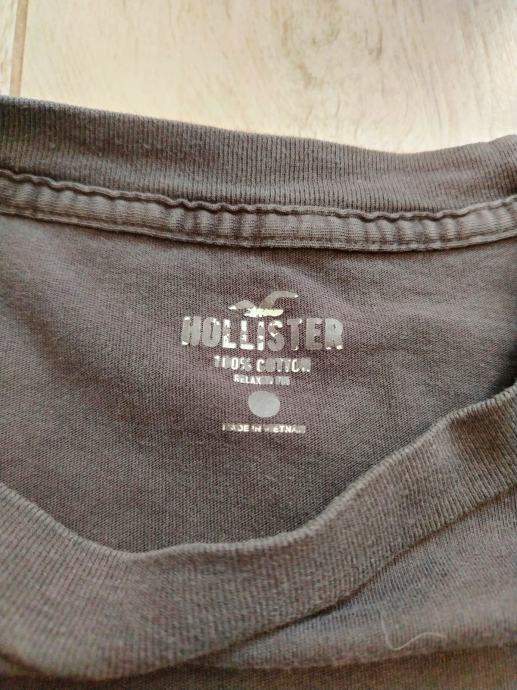 HOLLISTER
100% COTTON
RELAXED FIT
MADE IN VIETNAM